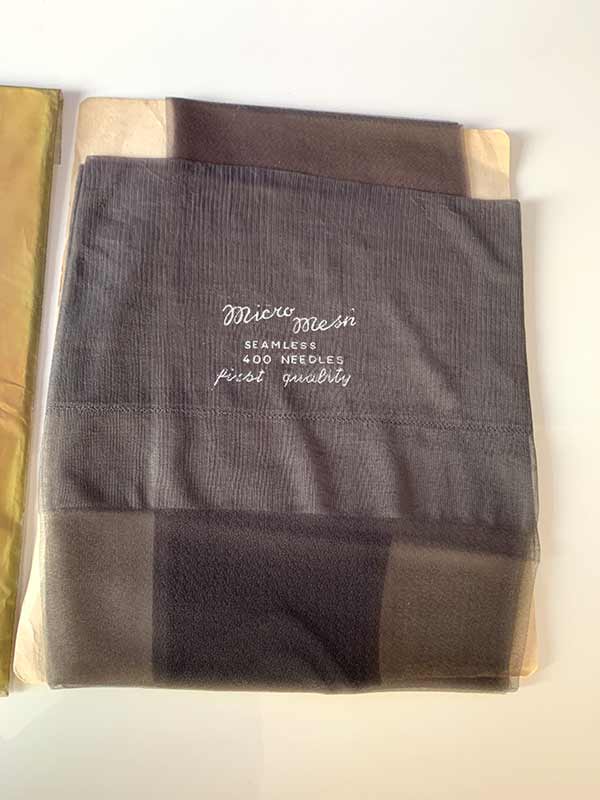 Micro
Mesh
SEAMLESS
400 NEEDLES
first quality